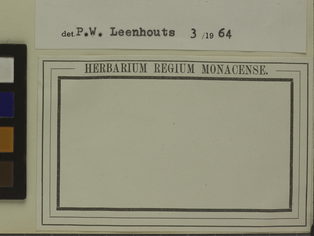 det. P.W. Leenhouts 3 /19 64
HERBARIUM REGIUM MONACENSE.